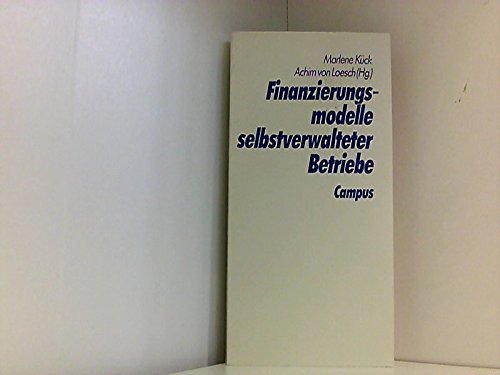 Marlene Kück
Achim von Loesch (Hg.)
Finanzierungs-
modelle
selbstverwalteter
Betriebe
Campus